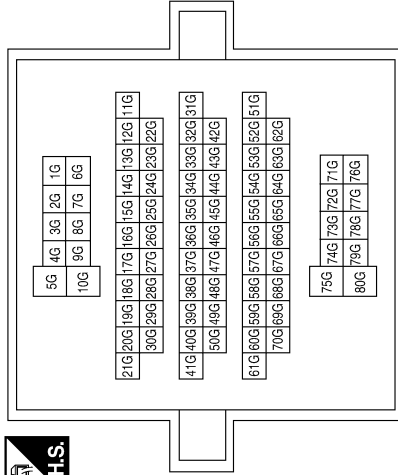 H.S.
5G 4G 3G 2G 1G
10G 9G 8G 7G 6G
21G 20G 19G 18G 17G 16G 15G 14G 13G 12G 11G
30G 29G 28G 27G 26G 25G 24G 23G 22G
41G 40G 39G 38G 37G 36G 35G 34G 33G 32G 31G
50G 49G 48G 47G 46G 45G 44G 43G 42G
61G 60G 59G 58G 57G 56G 55G 54G 53G 52G 51G
70G 69G 68G 67G 66G 65G 64G 63G 62G
75G 74G 73G 72G 71G
80G 79G 78G 77G 76G